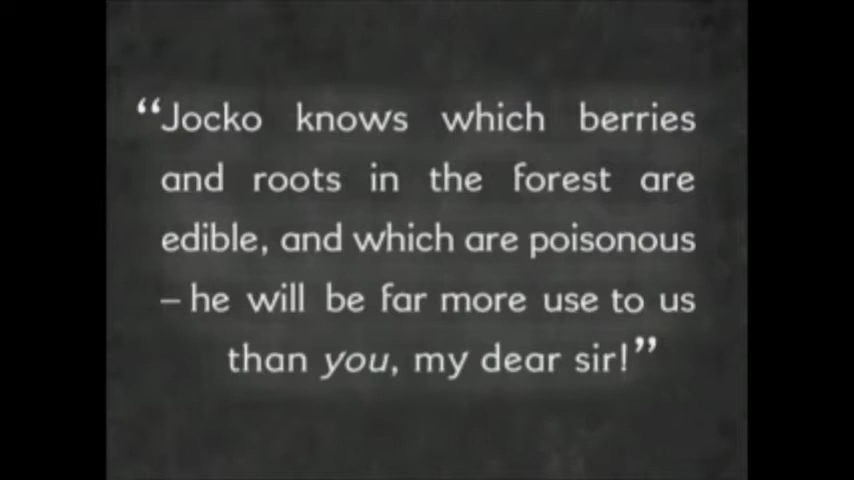 “Jocko knows which berries
and roots in the forest are
edible, and which are poisonous
– he will be far more use to us
than you, my dear sir!”